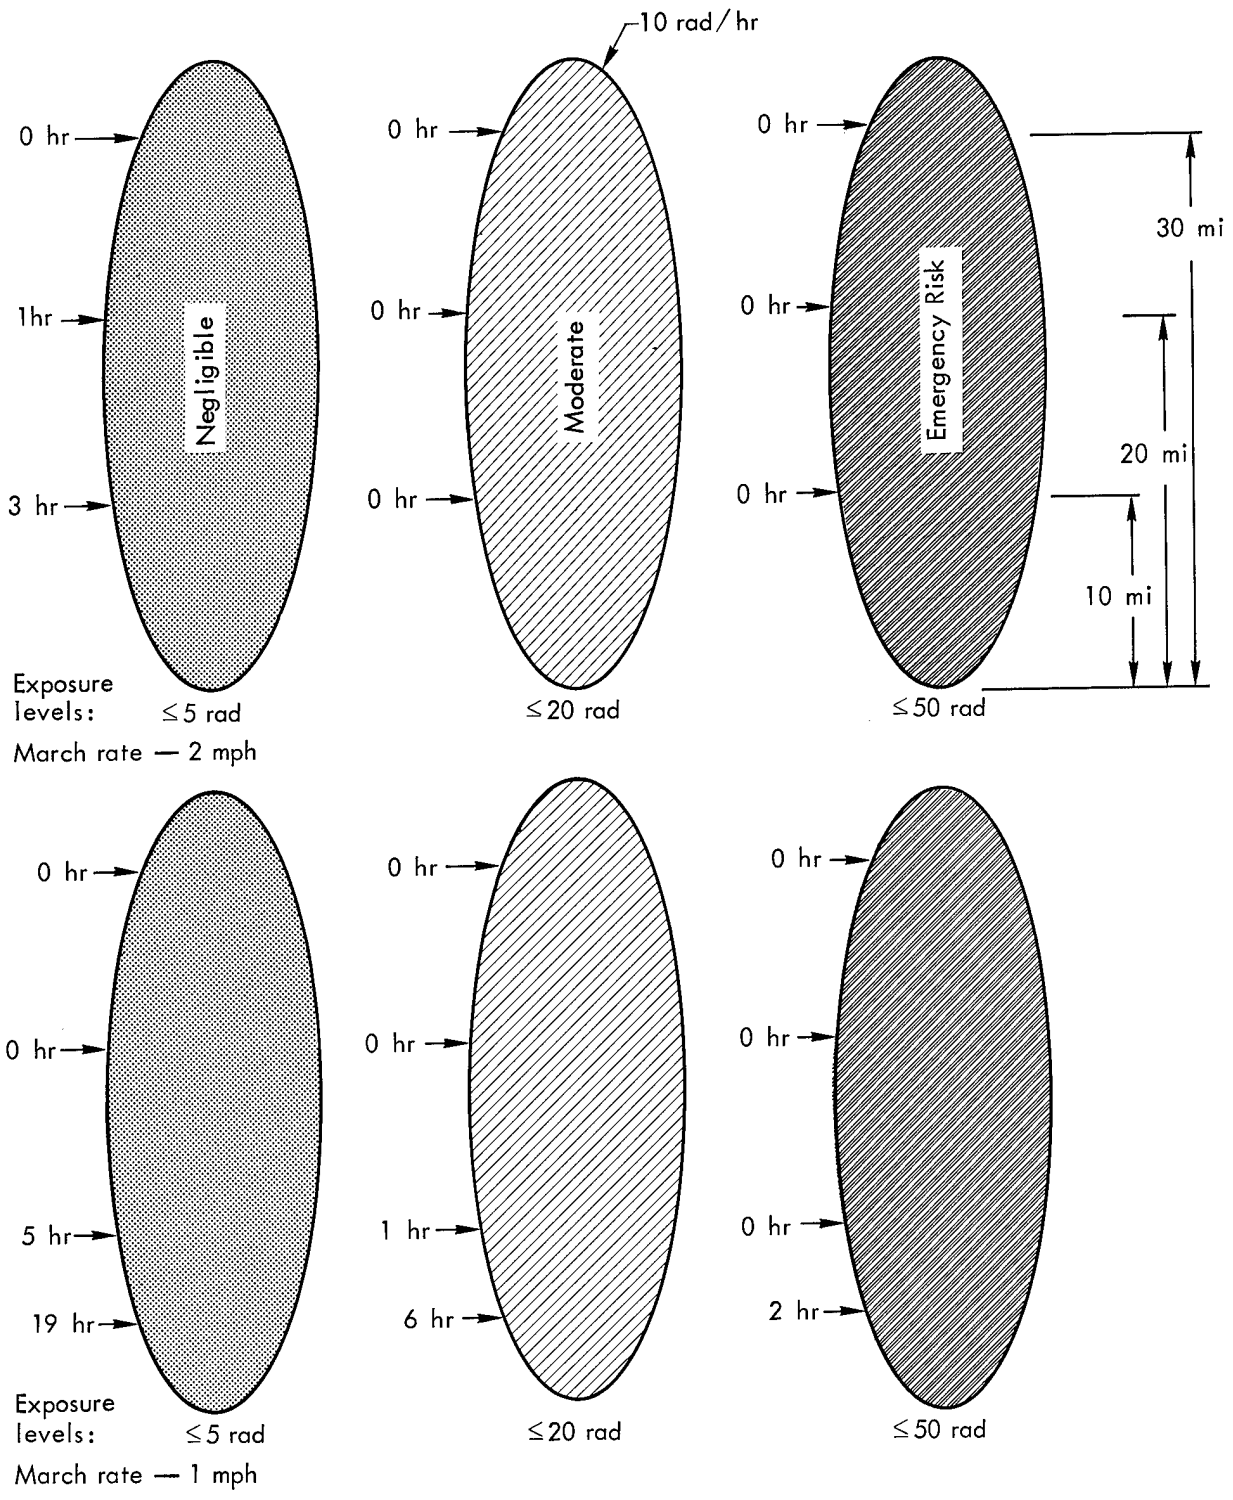 10 rad/hr
0 hr
0 hr
0 hr
30 mi
1hr
0 hr
0 hr
Negligible
Moderate
Emergency Risk
20 mi
3 hr
0 hr
0 hr
10 mi
Exposure
levels: ≤5 rad ≤20 rad ≤50 rad
March rate — 2 mph
0 hr
0 hr
0 hr
0 hr
0 hr
0 hr
5 hr
1 hr
0 hr
19 hr
6 hr
2 hr
Exposure
levels: ≤5 rad ≤20 rad ≤50 rad
March rate — 1 mph